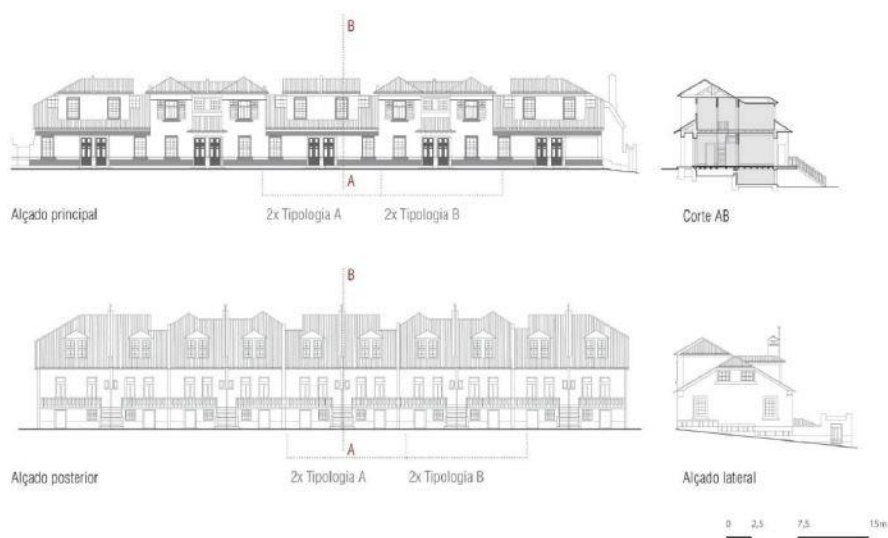 B
A
Alçado principal
2x Tipologia A
2x Tipologia B
Corte AB
B
A
Alçado posterior
2x Tipologia A
2x Tipologia B
Alçado lateral
0 2,5 7,5 15m